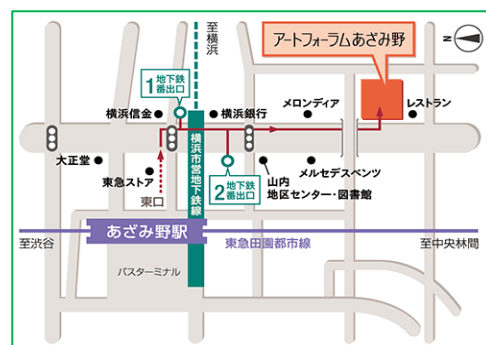 至横浜
アートフォーラムあざみ野
N
地下鉄
1番出口
横浜信金
横浜銀行
メロンディア
レストラン
大正堂
東急ストア
東口
横浜市営地下鉄線
地下鉄
2番出口
山内
地区センター・図書館
メルセデスベンツ
あざみ野駅
至渋谷
東急田園都市線
至中央林間
バスターミナル